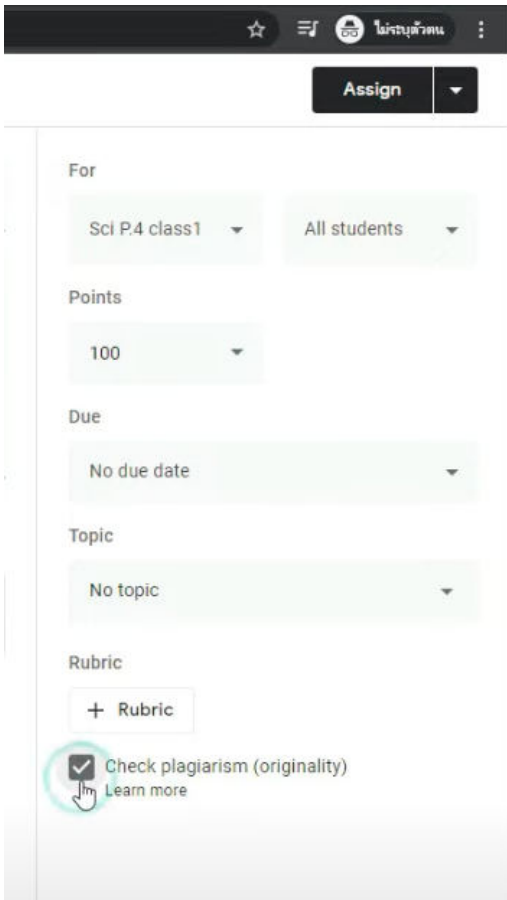 ไม่ระบุตัวตน
Assign
For
Sci P.4 class1 All students
Points
100
Due
No due date
Topic
No topic
Rubric
+ Rubric
Check plagiarism (originality)
Learn more